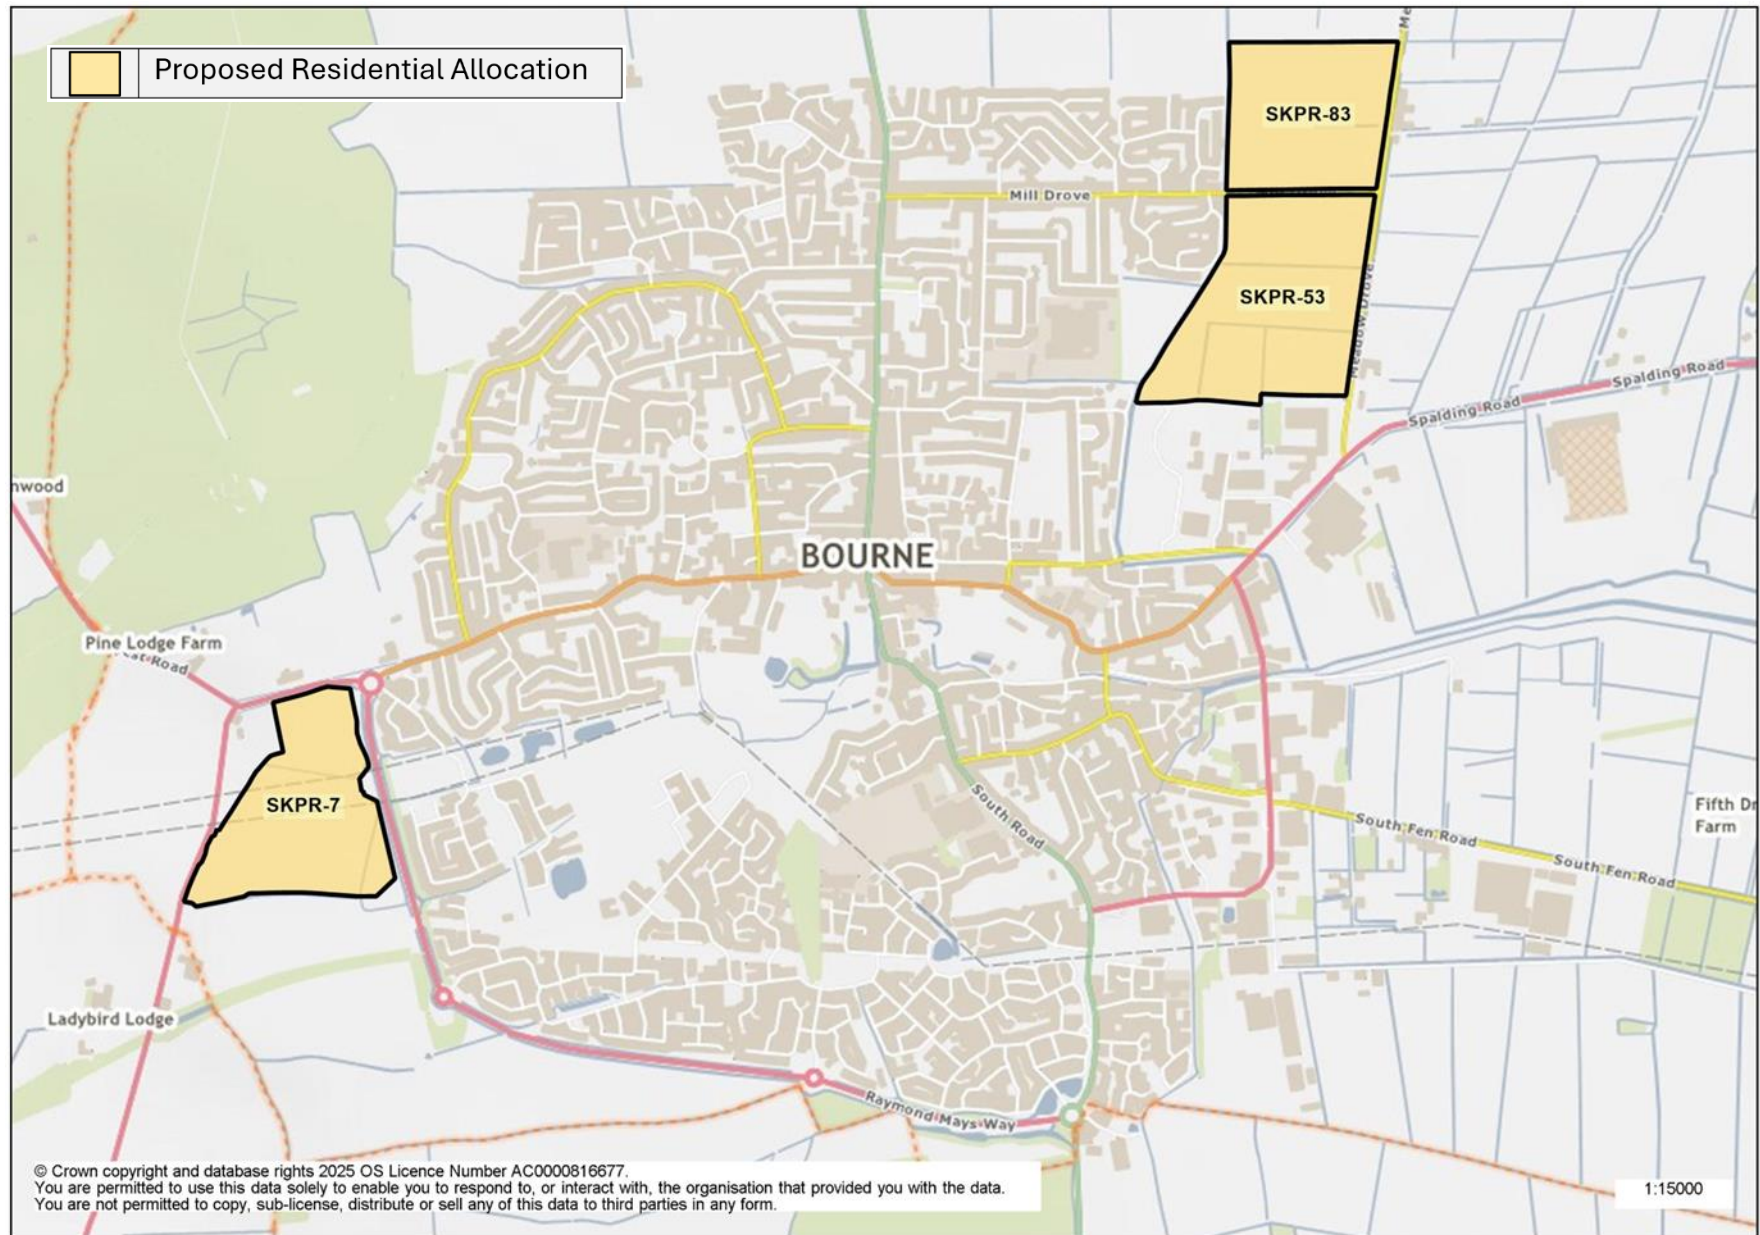 Proposed Residential Allocation
Me
SKPR-83
Mill Drove
SKPR-53
Meadow Drove
Spalding Road
Spalding Road
nwood
BOURNE
Pine Lodge Farm
Road
SKPR-7
South Road
Fifth Dr
Farm
South Fen Road
South Fen Road
Ladybird Lodge
Raymond Mays Way
© Crown copyright and database rights 2025 OS Licence Number AC0000816677.
You are permitted to use this data solely to enable you to respond to, or interact with, the organisation that provided you with the data.
You are not permitted to copy, sub-license, distribute or sell any of this data to third parties in any form.
1:15000